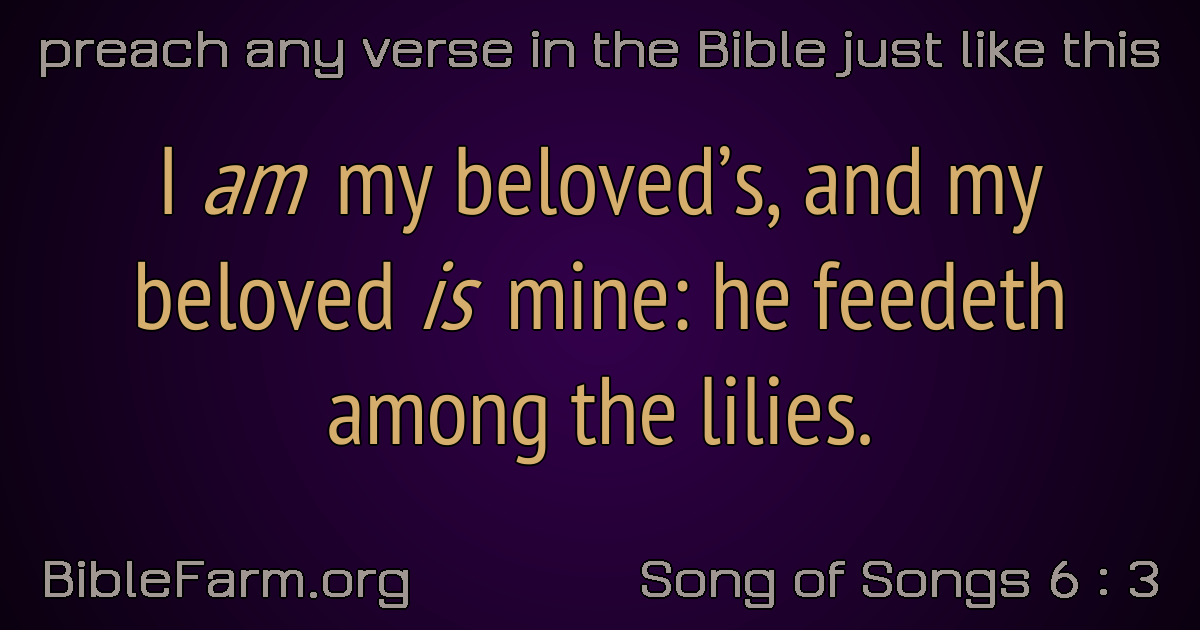 preach any verse in the Bible just like this
I am my beloved’s, and my
beloved is mine: he feedeth
among the lilies.
BibleFarm.org
Song of Songs 6 : 3